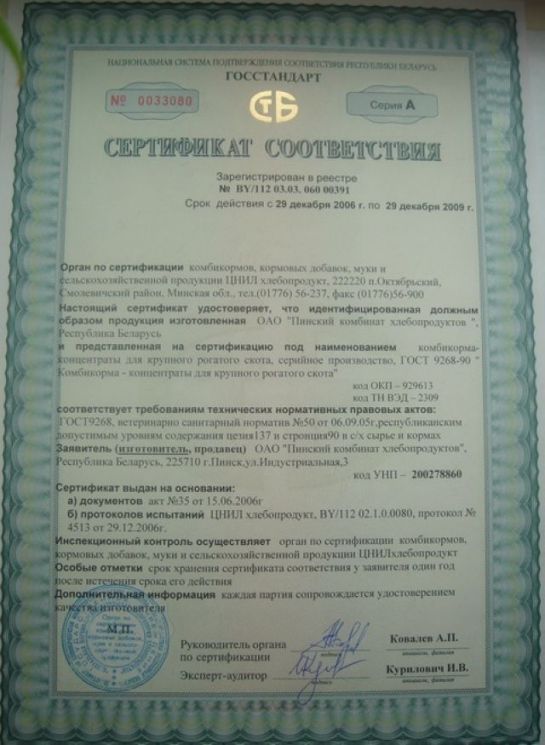 НАЦИОНАЛЬНАЯ СИСТЕМА ПОДТВЕРЖДЕНИЯ СООТВЕТСТВИЯ РЕСПУБЛИКИ БЕЛАРУСЬ
ГОССТАНДАРТ
№ 0033080
СТБ
Серия А
СЕРТИФИКАТ СООТВЕТСТВИЯ
Зарегистрирован в реестре
№ BY/112 03.03. 060 00391
Срок действия с 29 декабря 2006 г. по 29 декабря 2009 г.
Орган по сертификации комбикормов, кормовых добавок, муки и
сельскохозяйственной продукции ЦНИЛ хлебопродукт, 222220 п.Октябрьский,
Смолевичский район, Минская обл., тел.(01776) 56-237, факс (01776)56-900
Настоящий сертификат удостоверяет, что идентифицированная должным
образом продукция изготовленная ОАО "Пинский комбинат хлебопродуктов ",
Республика Беларусь
и представленная на сертификацию под наименованием комбикорма-
концентраты для крупного рогатого скота, серийное производство, ГОСТ 9268-90 "
Комбикорма - концентраты для крупного рогатого скота"
код ОКП – 929613
код ТН ВЭД – 2309
соответствует требованиям технических нормативных правовых актов:
ГОСТ9268, ветеринарно санитарный норматив №50 от 06.09.05г,республиканским
допустимым уровням содержания цезия137 и стронция90 в с/х сырье и кормах
Заявитель (изготовитель, продавец) ОАО "Пинский комбинат хлебопродуктов",
Республика Беларусь, 225710 г.Пинск,ул.Индустриальная,3
код УНП – 200278860
Сертификат выдан на основании:
а) документов акт №35 от 15.06.2006г
б) протоколов испытаний ЦНИЛ хлебопродукт, BY/112 02.1.0.0080, протокол №
4513 от 29.12.2006г.
Инспекционный контроль осуществляет орган по сертификации комбикормов,
кормовых добавок, муки и сельскохозяйственной продукции ЦНИЛхлебопродукт
Особые отметки срок хранения сертификата соответствия у заявителя один год
после истечения срока его действия
Дополнительная информация каждая партия сопровождается удостоверением
качества изготовителя
М.П.
Руководитель органа
по сертификации
подпись
Ковалев А.П.
инициалы, фамилия
Эксперт-аудитор
подпись
Курилович И.В.
инициалы, фамилия